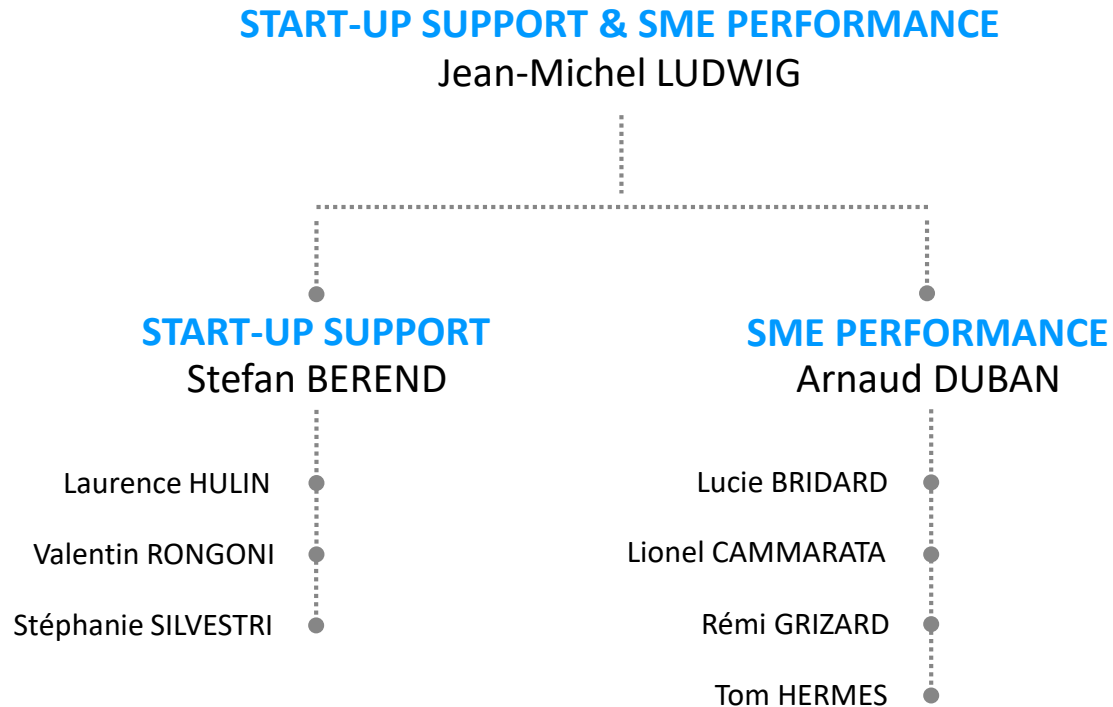 START-UP SUPPORT & SME PERFORMANCE
Jean-Michel LUDWIG
START-UP SUPPORT
Stefan BEREND
Laurence HULIN
Valentin RONGONI
Stéphanie SILVESTRI
SME PERFORMANCE
Arnaud DUBAN
Lucie BRIDARD
Lionel CAMMARATA
Rémi GRIZARD
Tom HERMES